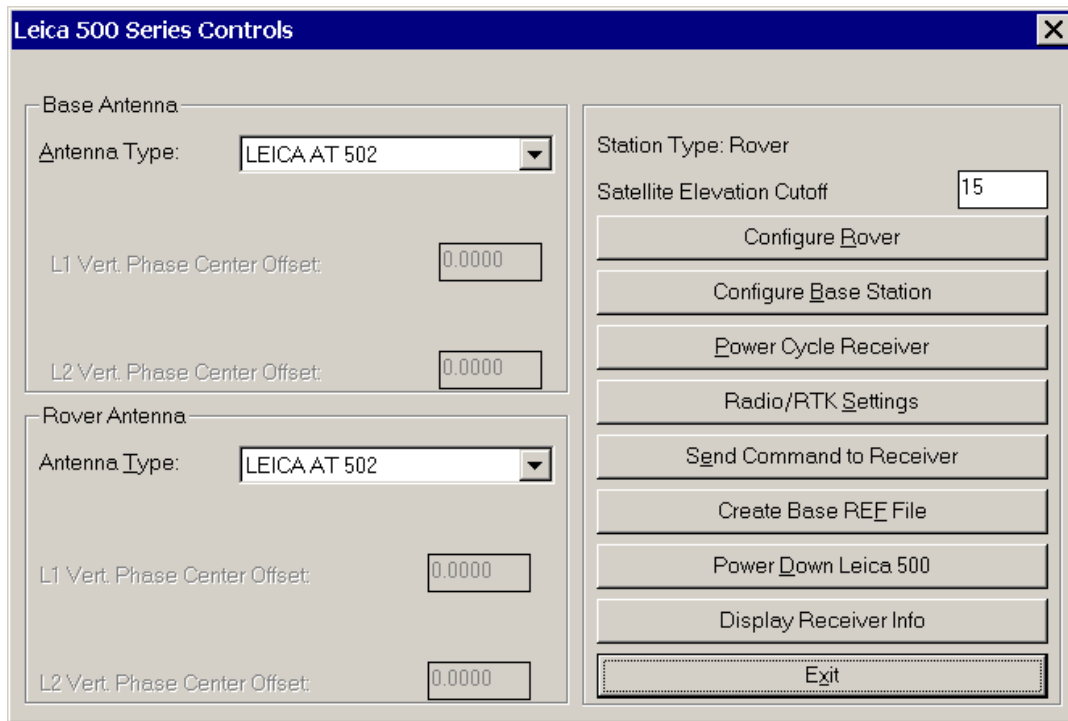 Leica 500 Series Controls
Base Antenna
Antenna Type: LEICA AT 502
L1 Vert. Phase Center Offset: 0.0000
L2 Vert. Phase Center Offset: 0.0000
Rover Antenna
Antenna Type: LEICA AT 502
L1 Vert. Phase Center Offset: 0.0000
L2 Vert. Phase Center Offset: 0.0000
Station Type: Rover
Satellite Elevation Cutoff 15
Configure Rover
Configure Base Station
Power Cycle Receiver
Radio/RTK Settings
Send Command to Receiver
Create Base REF File
Power Down Leica 500
Display Receiver Info
Exit